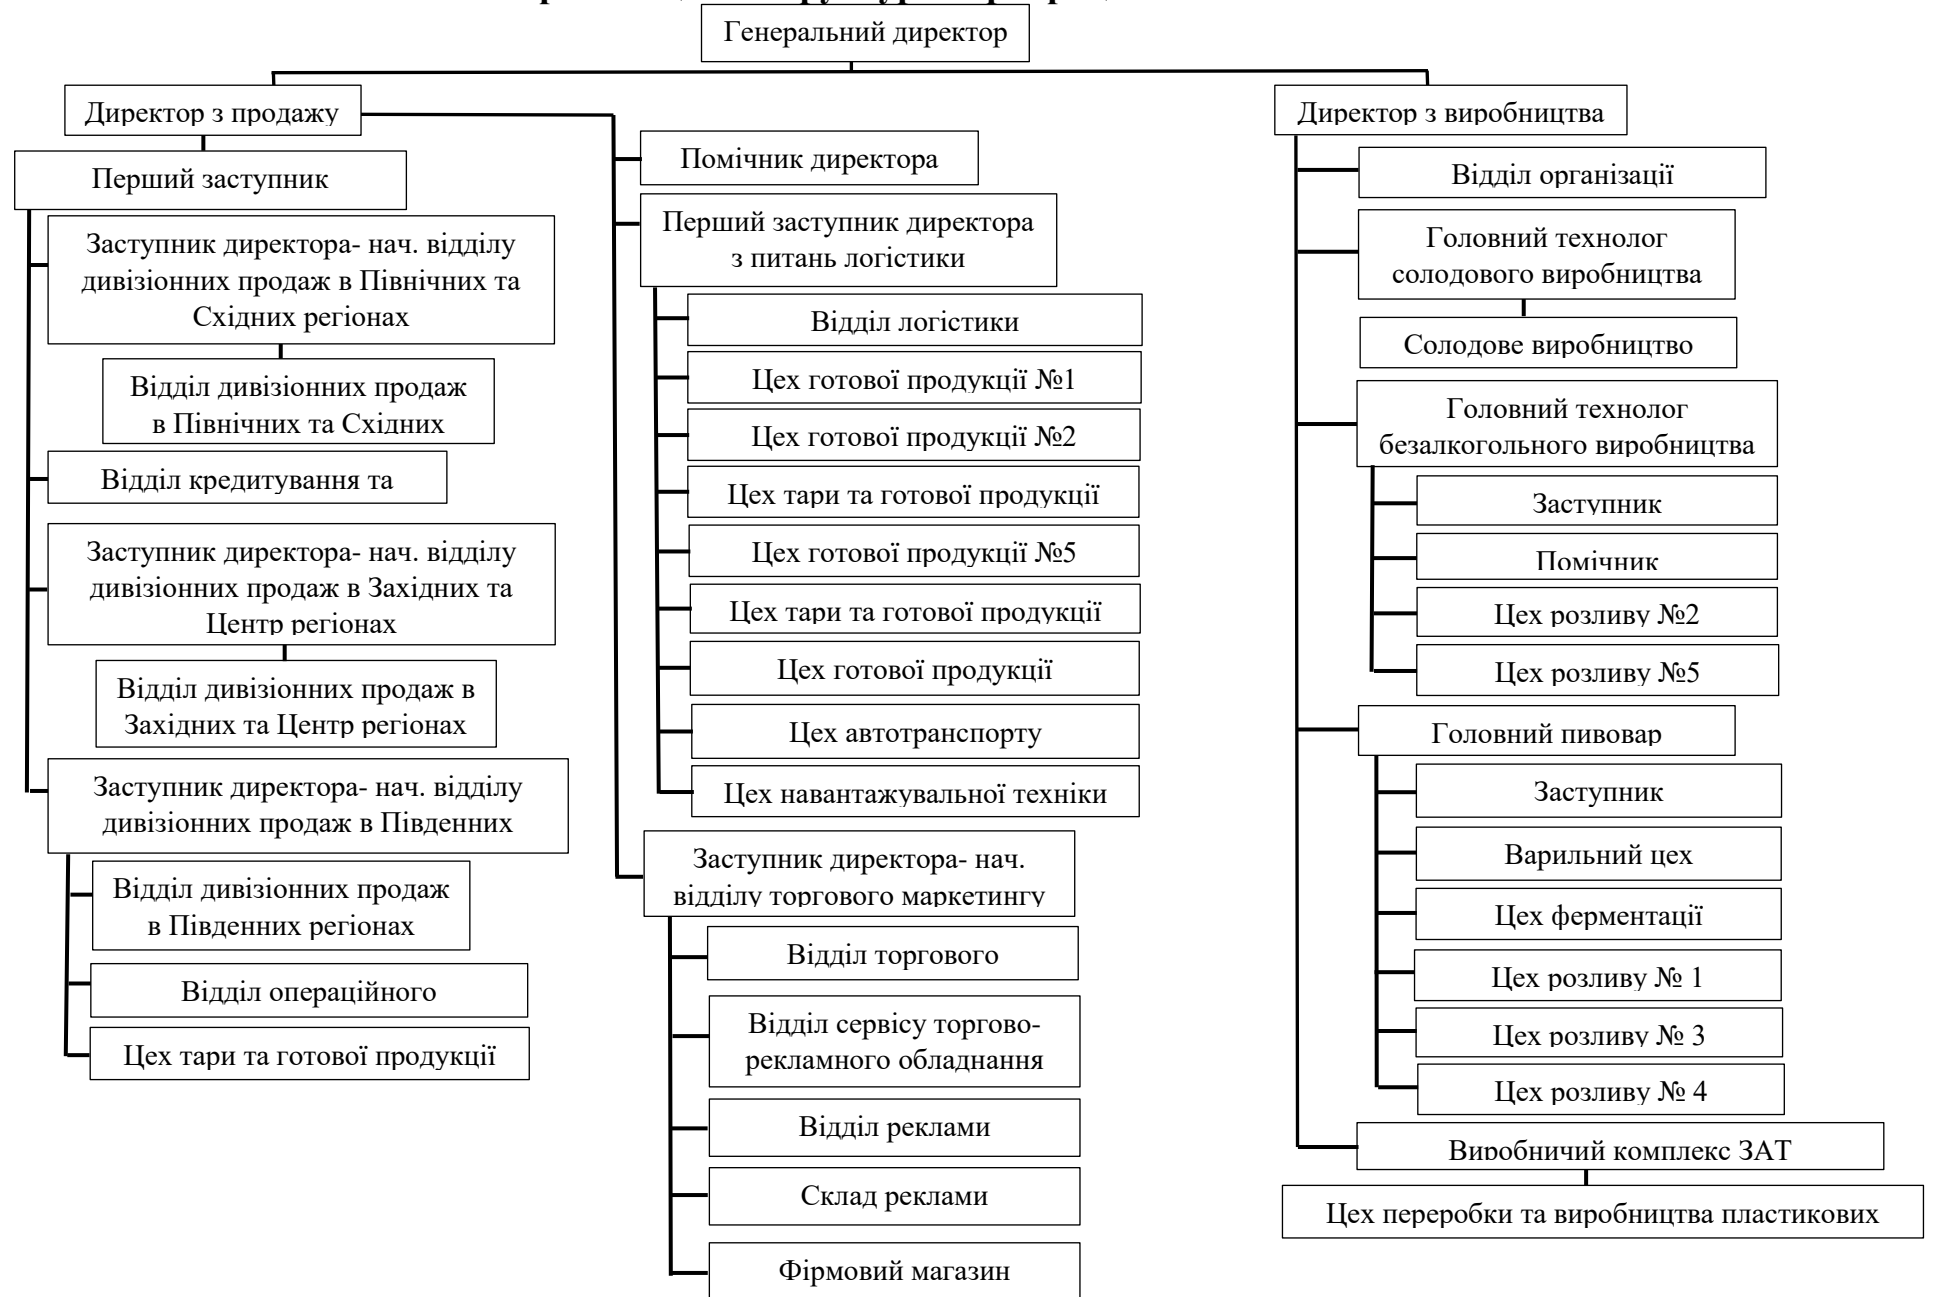 Генеральний директор
Директор з продажу
Перший заступник
Заступник директора- нач. відділу
дивізіонних продаж в Північних та
Східних регіонах
Відділ дивізіонних продаж
в Північних та Східних
Відділ кредитування та
Заступник директора- нач. відділу
дивізіонних продаж в Західних та
Центр регіонах
Відділ дивізіонних продаж в
Західних та Центр регіонах
Заступник директора- нач. відділу
дивізіонних продаж в Південних
Відділ дивізіонних продаж
в Південних регіонах
Відділ операційного
Цех тари та готової продукції
Помічник директора
Перший заступник директора
з питань логістики
Відділ логістики
Цех готової продукції №1
Цех готової продукції №2
Цех тари та готової продукції
Цех готової продукції №5
Цех тари та готової продукції
Цех готової продукції
Цех автотранспорту
Цех навантажувальної техніки
Заступник директора- нач.
відділу торгового маркетингу
Відділ торгового
Відділ сервісу торгово-
рекламного обладнання
Відділ реклами
Склад реклами
Фірмовий магазин
Директор з виробництва
Відділ організації
Головний технолог
солодового виробництва
Солодове виробництво
Головний технолог
безалкогольного виробництва
Заступник
Помічник
Цех розливу №2
Цех розливу №5
Головний пивовар
Заступник
Варильний цех
Цех ферментації
Цех розливу № 1
Цех розливу № 3
Цех розливу № 4
Виробничий комплекс ЗАТ
Цех переробки та виробництва пластикових